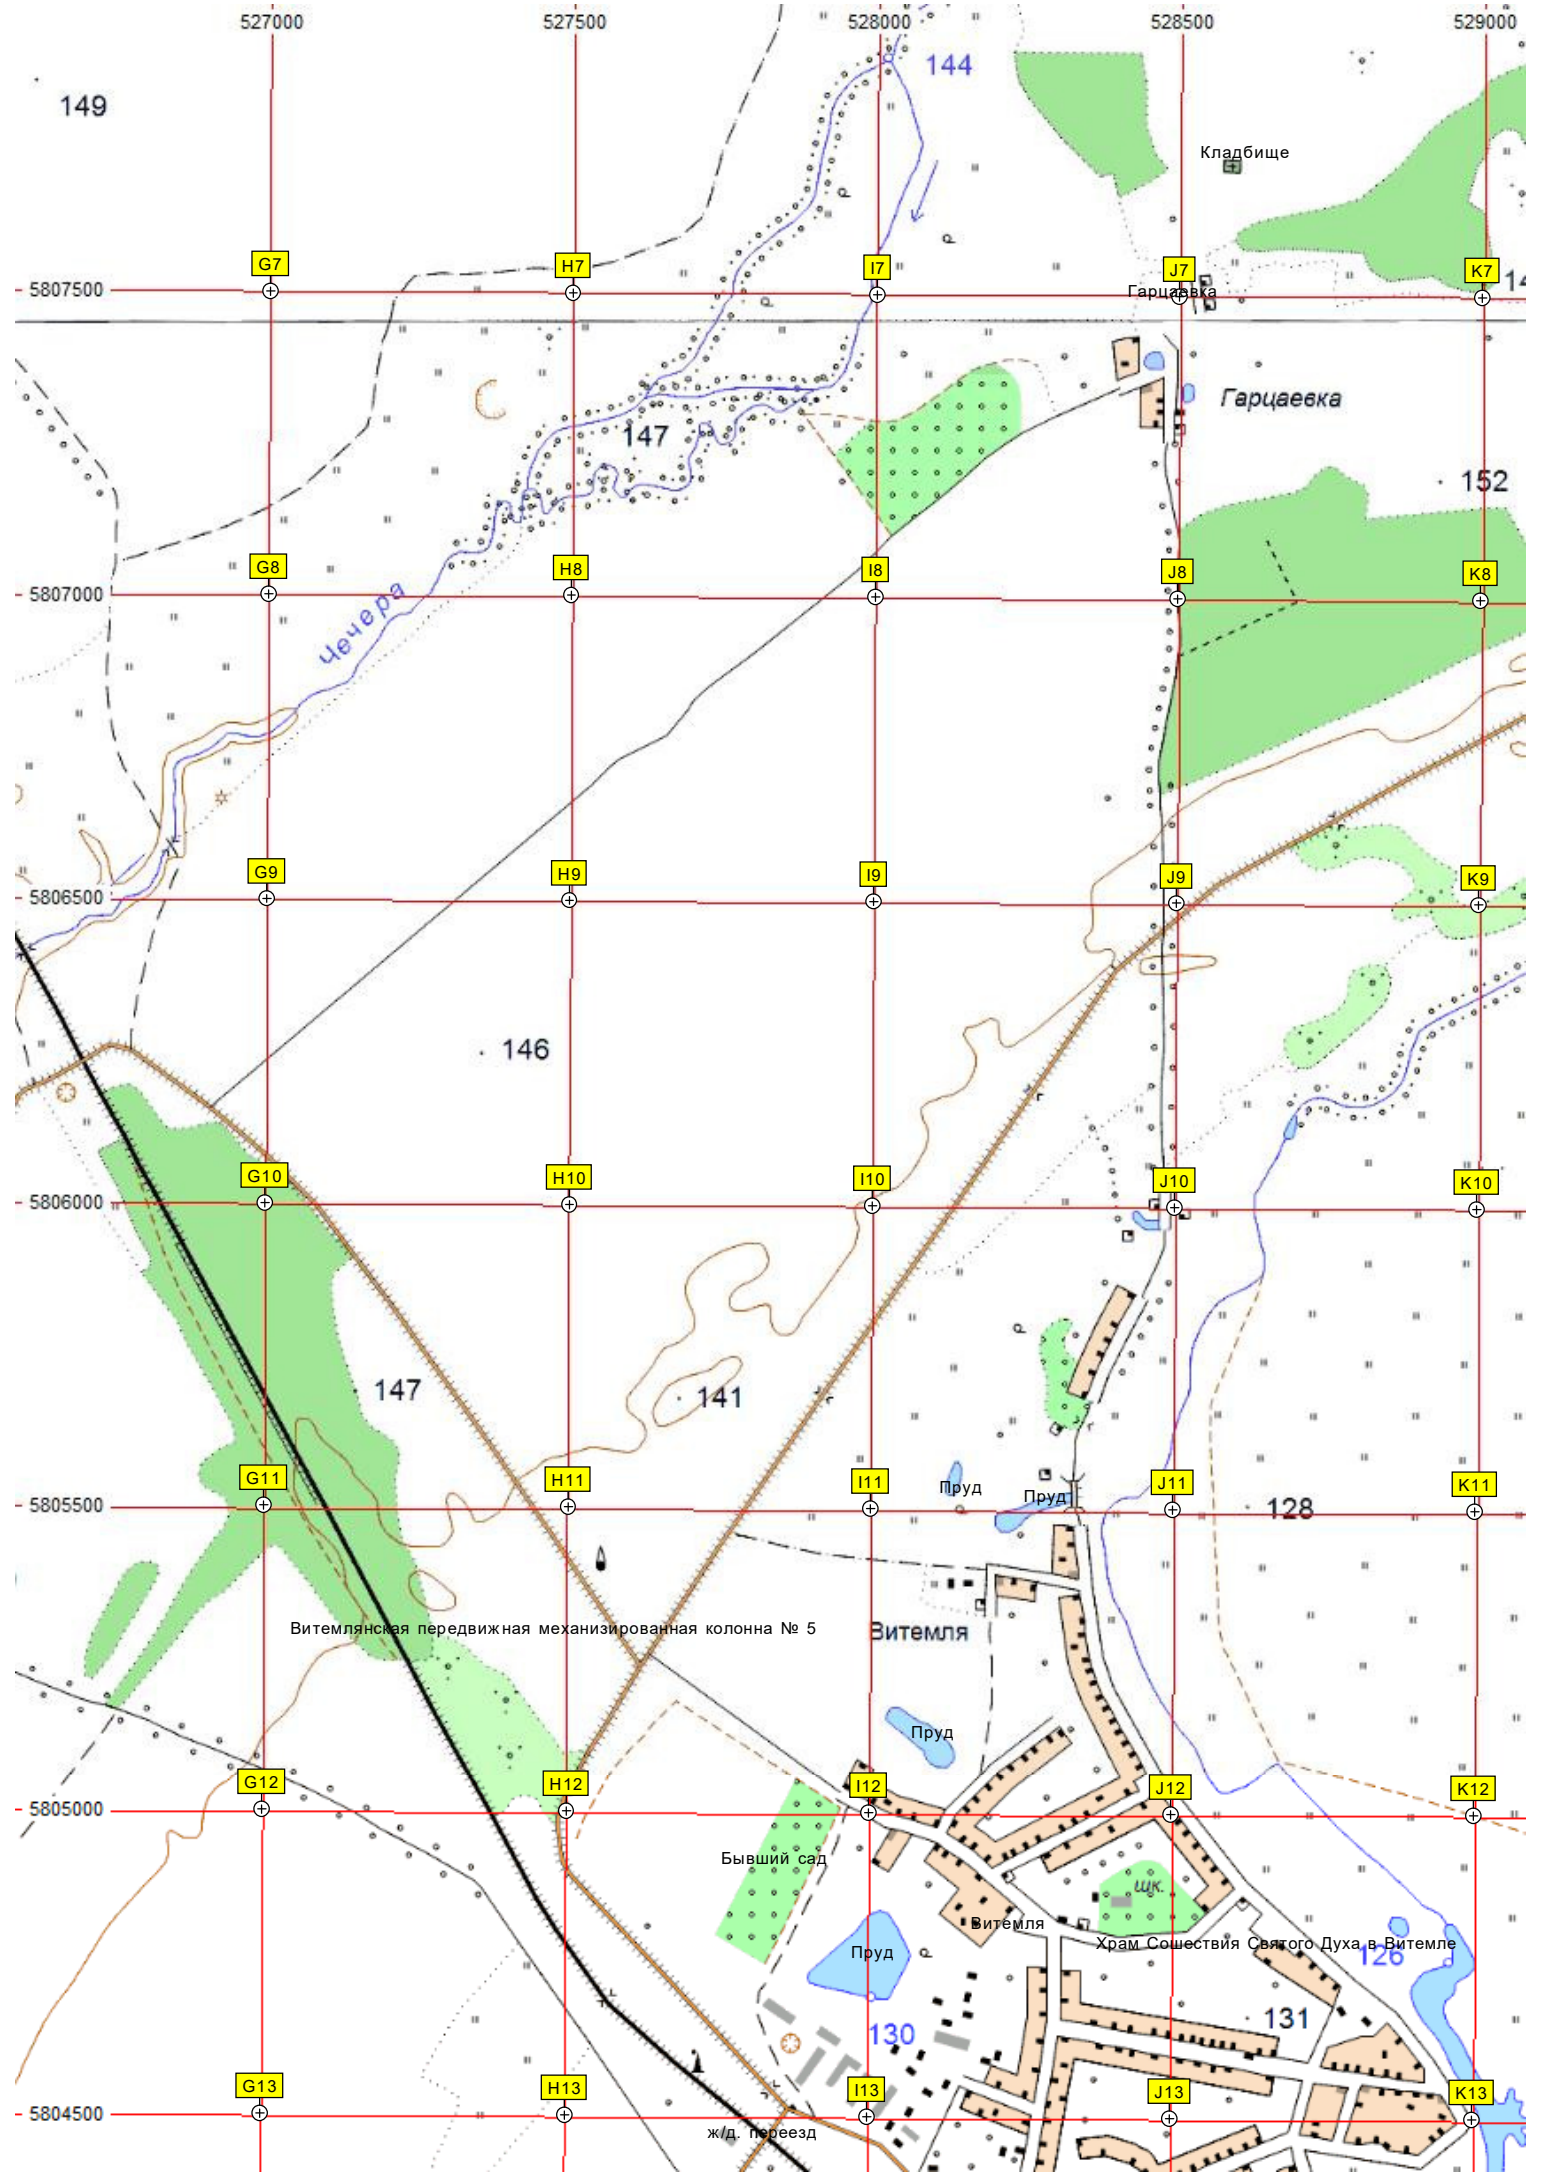 527000 527500 528000 528500 529000
144
149
Кладбище
G7 H7 I7 J7 K7
5807500
Гарцаевка
14
Гарцаевка
147
152
G8 H8 I8 J8 K8
5807000
Чечера
G9 H9 I9 J9 K9
5806500
146
G10 H10 I10 J10 K10
5806000
147
141
G11 H11 I11 J11 K11
Пруд
Пруд
5805500
128
Витемлянская передвижная механизированная колонна № 5
Витемля
Пруд
G12 H12 I12 J12 K12
5805000
Бывший сад
шк.
Витемля
Храм Сошествия Святого Духа в Витемле
Пруд
126
131
130
G13 H13 I13 J13 K13
5804500
ж/д. переезд